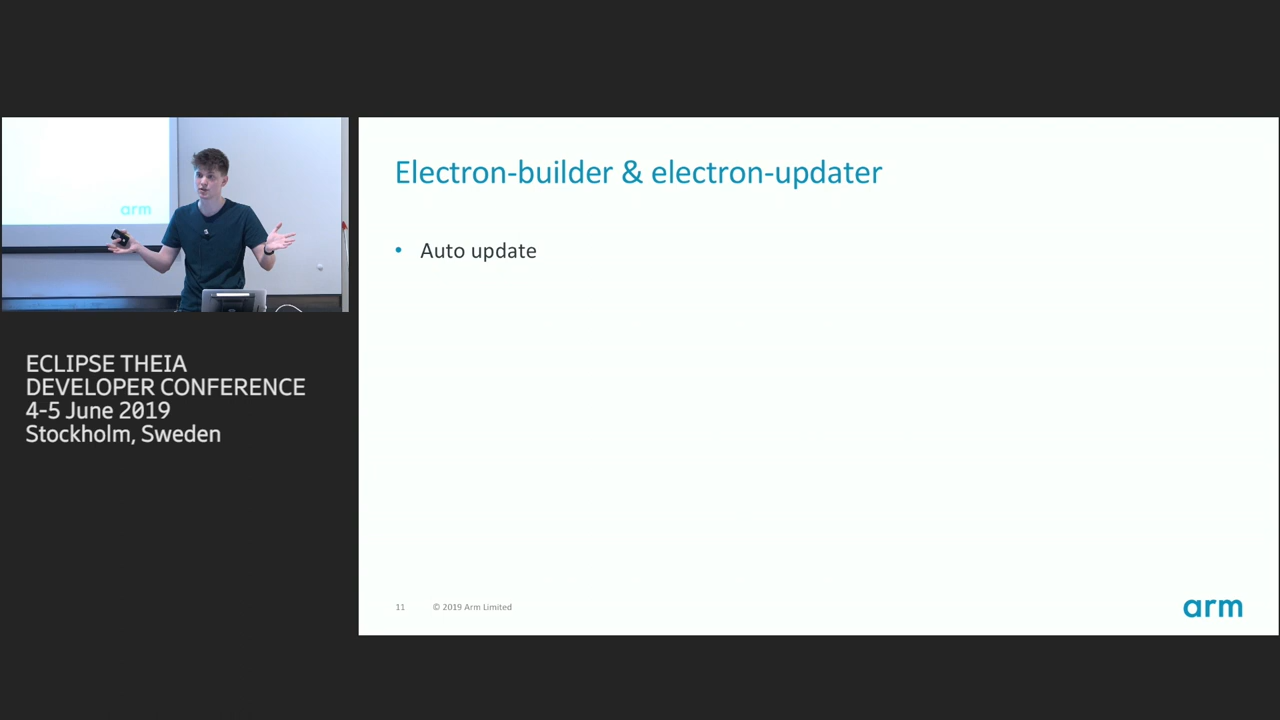 arm
ECLIPSE THEIA
DEVELOPER CONFERENCE
4-5 June 2019
Stockholm, Sweden
Electron-builder & electron-updater
• Auto update
11 © 2019 Arm Limited
arm